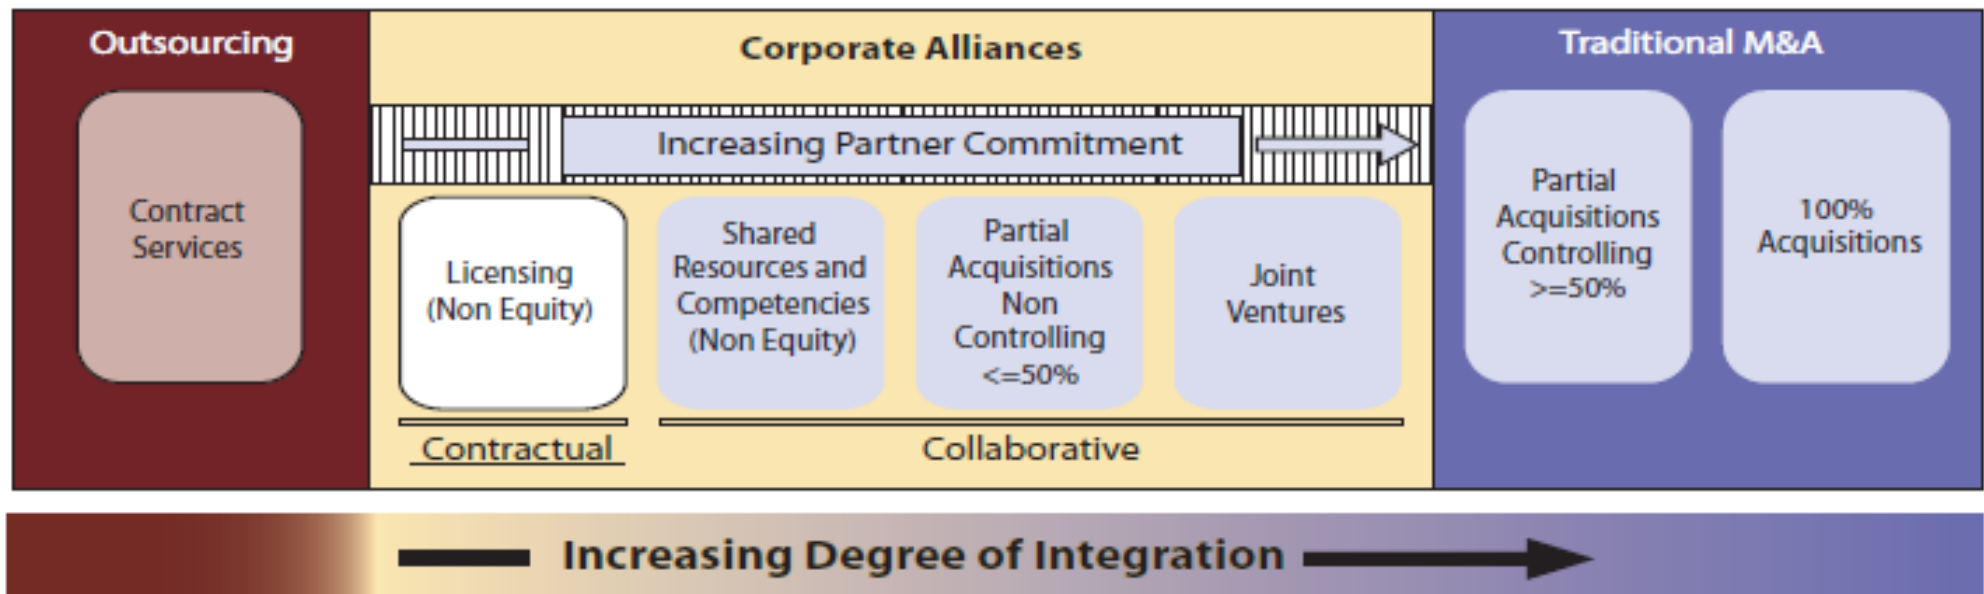 Outsourcing
Contract
Services
Corporate Alliances
Increasing Partner Commitment
Licensing
(Non Equity)
Shared
Resources and
Competencies
(Non Equity)
Partial
Acquisitions
Non
Controlling
<=50%
Joint
Ventures
Contractual
Collaborative
Traditional M&A
Partial
Acquisitions
Controlling
>=50%
100%
Acquisitions
Increasing Degree of Integration